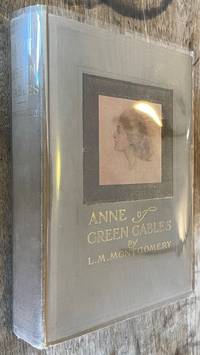 ANNE of
GREEN GABLES
by
L. M. MONTGOMERY